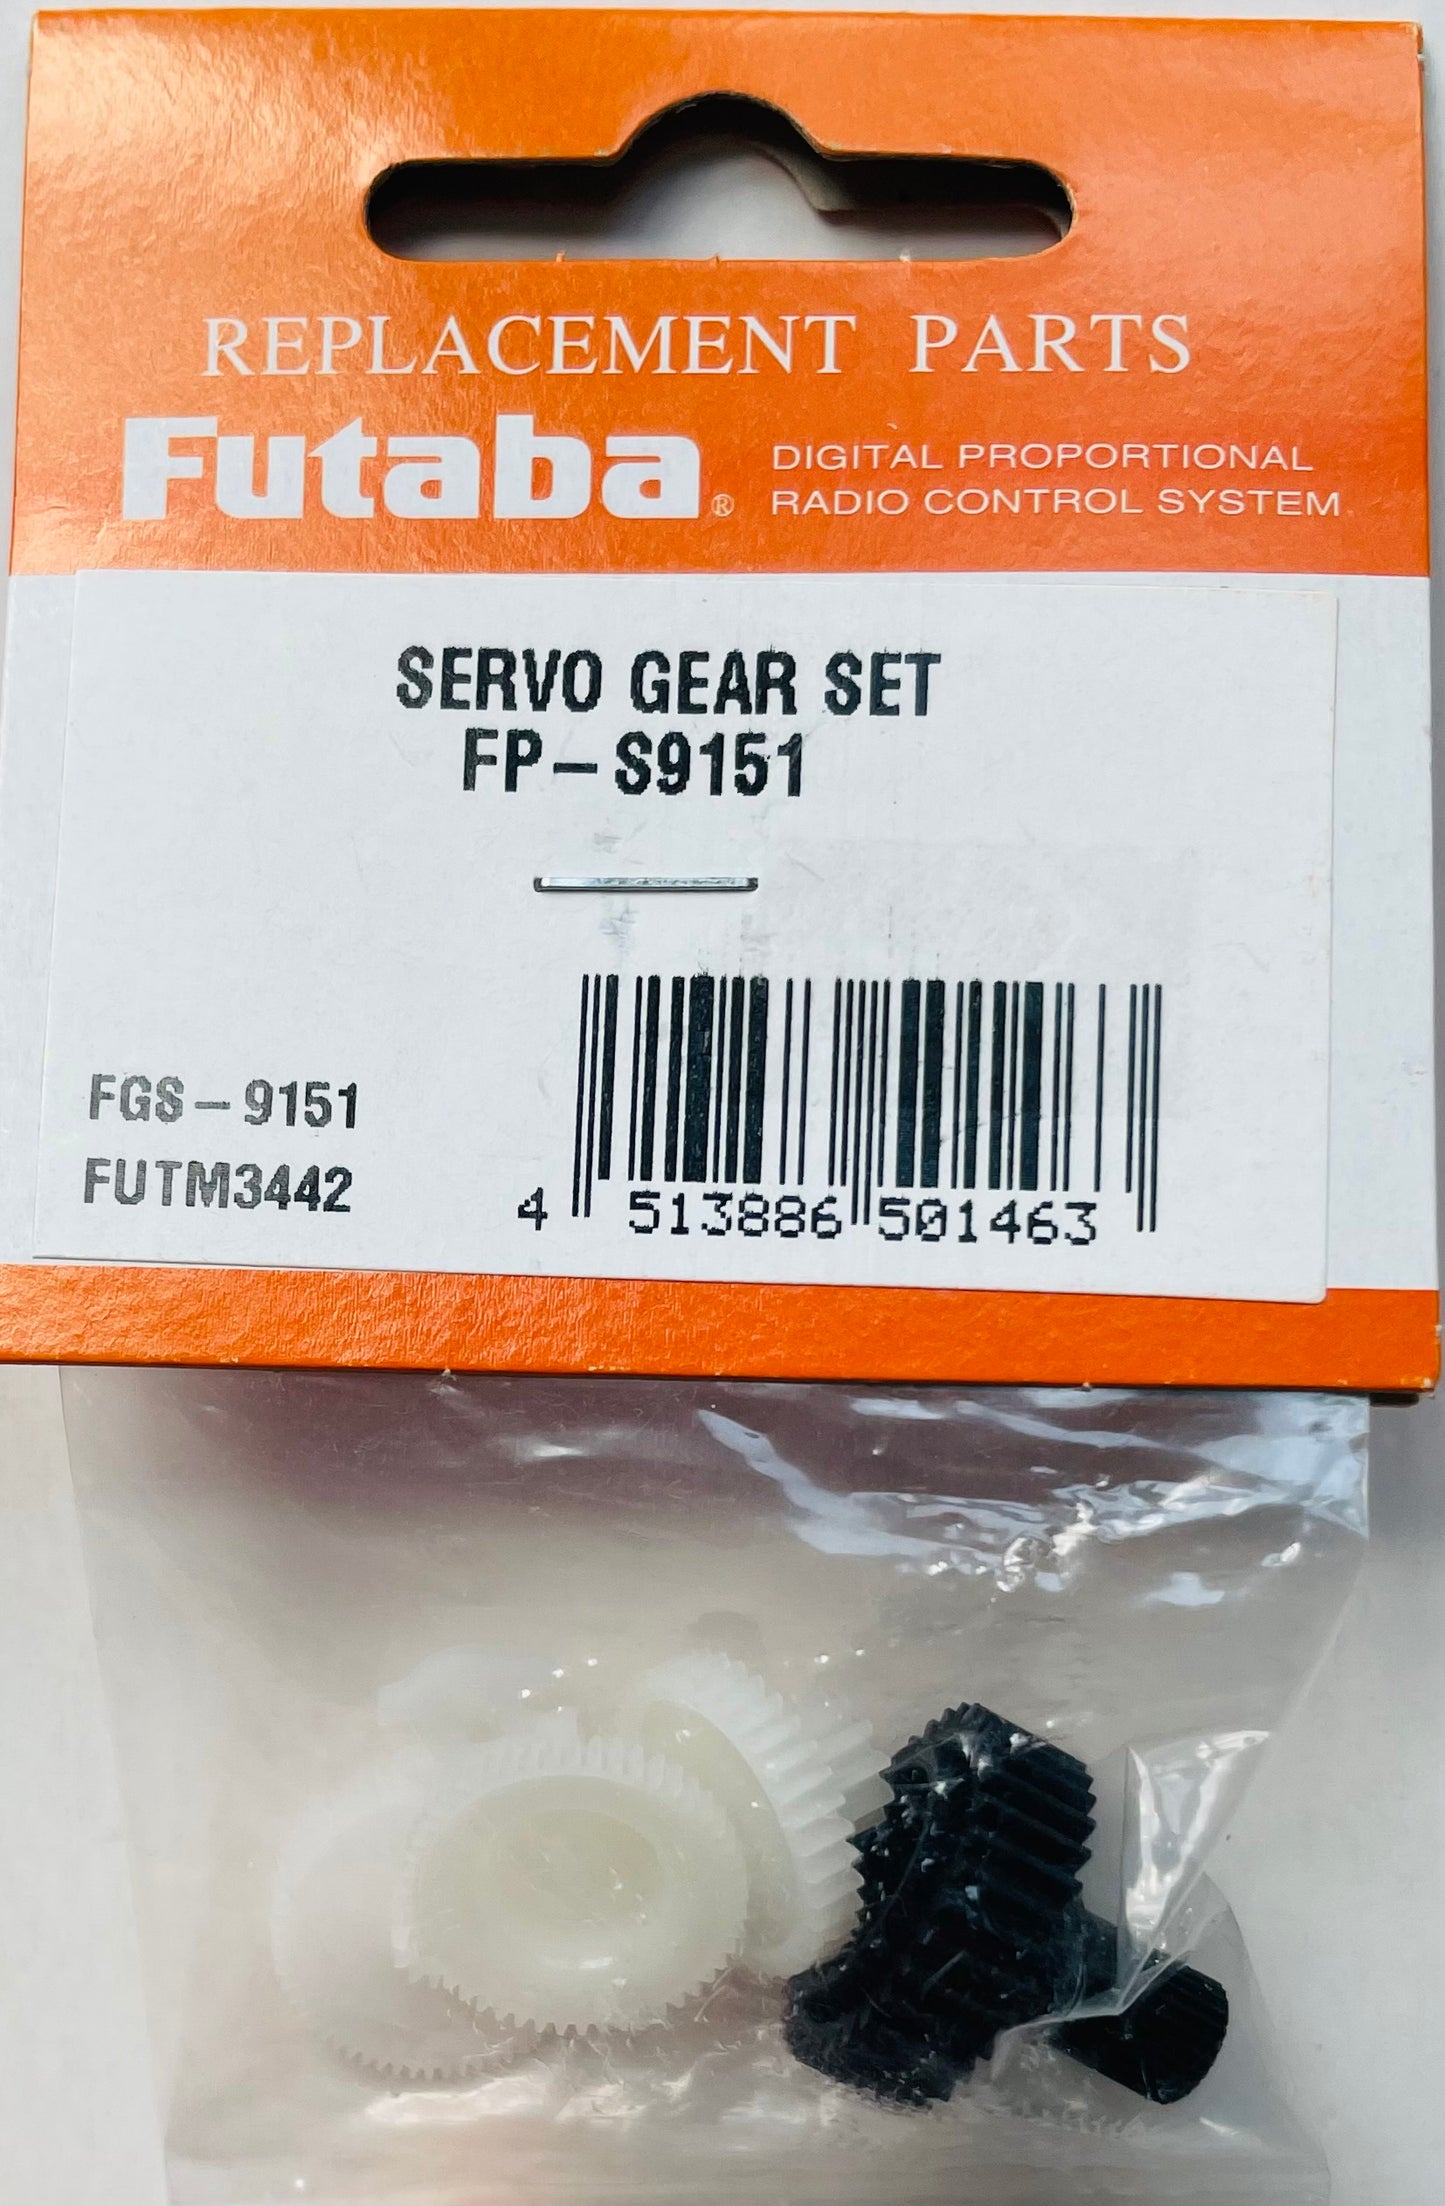 REPLACEMENT PARTS
Futaba®
DIGITAL PROPORTIONAL
RADIO CONTROL SYSTEM
SERVO GEAR SET
FP-S9151
FGS-9151
FUTM3442
4 513886 501463